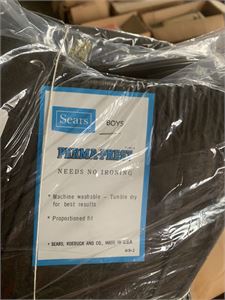 Sears
BOYS
PERMA-PREST
NEEDS NO IRONING
• Machine washable – Tumble dry
for best results
• Proportioned fit
• SEARS, ROEBUCK AND CO., MADE IN U.S.A.